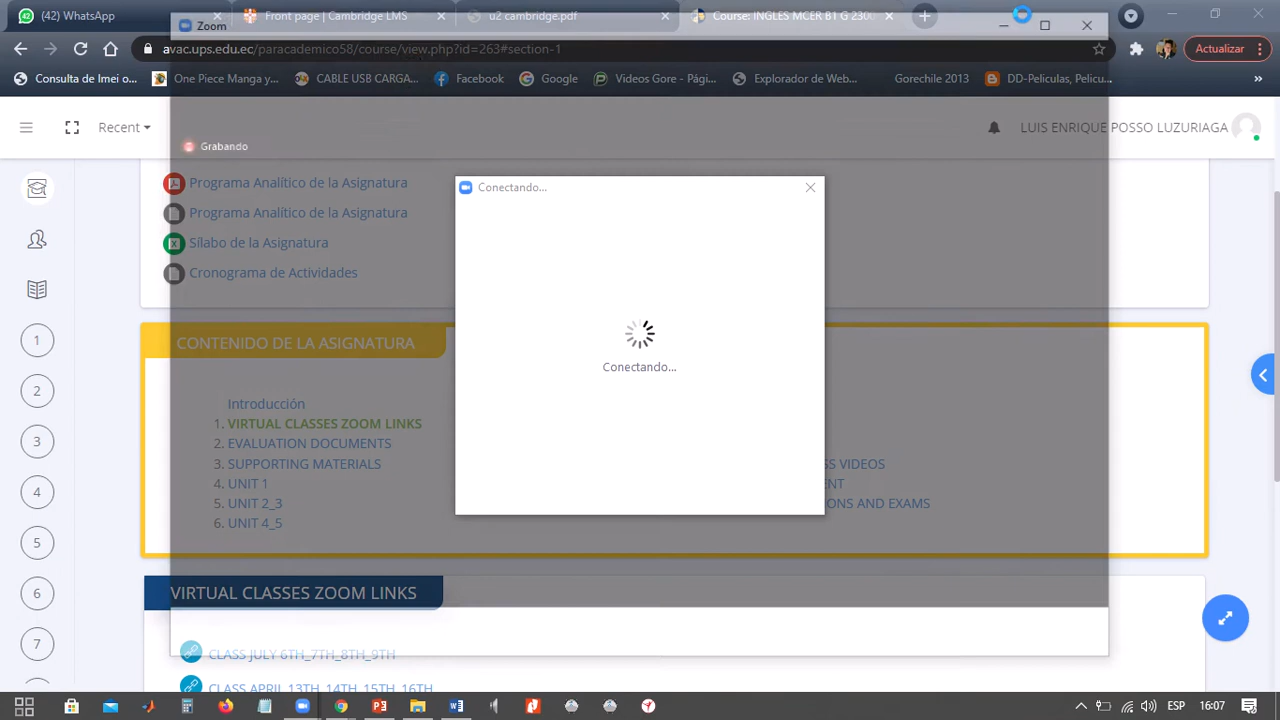 (42) WhatsApp
Front page | Cambridge LMS
u2 cambridge.pdf
Course: INGLES MCER B1 G 2300
Zoom
avac.ups.edu.ec/paracademico58/course/view.php?id=263#section-1
Actualizar
Consulta de Imei o...
One Piece Manga y...
CABLE USB CARGA...
Facebook
Google
Videos Gore - Pági...
Explorador de Web...
Gorechile 2013
DD-Peliculas, Pelicu...
»
Recent
LUIS ENRIQUE POSSO LUZURIAGA
Grabando
Programa Analítico de la Asignatura
Programa Analítico de la Asignatura
Sílabo de la Asignatura
Cronograma de Actividades
Conectando...
Conectando...
CONTENIDO DE LA ASIGNATURA
Introducción
1. VIRTUAL CLASSES ZOOM LINKS
2. EVALUATION DOCUMENTS
3. SUPPORTING MATERIALS
4. UNIT 1
5. UNIT 2_3
6. UNIT 4_5
SS VIDEOS
ENT
ONS AND EXAMS
1
2
3
4
5
6
7
VIRTUAL CLASSES ZOOM LINKS
CLASS JULY 6TH_7TH_8TH_9TH
CLASS APRIL 13TH_14TH_15TH_16TH
ESP
16:07